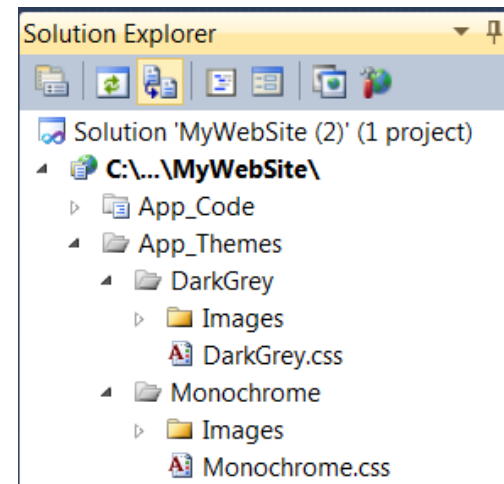 Solution Explorer
Solution 'MyWebSite (2)' (1 project)
C:\...\MyWebSite\
App_Code
App_Themes
DarkGrey
Images
DarkGrey.css
Monochrome
Images
Monochrome.css